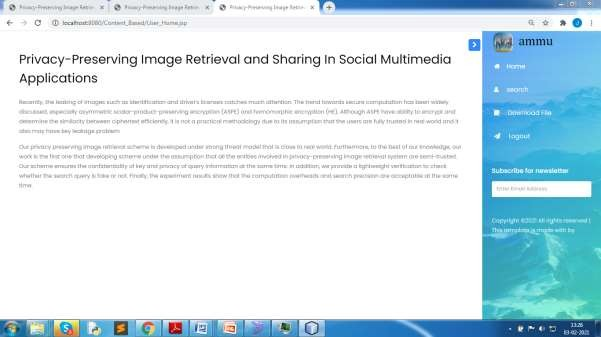 Privacy-Preserving Image Retrie
Privacy-Preserving Image Retrie
Privacy-Preserving Image Retrie
localhost:8080/Content_Based/User_Home.jsp
Privacy-Preserving Image Retrieval and Sharing In Social Multimedia
Applications
Recently, the leaking of images such as identification and driver's licenses catches much attention. The trend towards secure computation has been widely
discussed, especially asymmetric scalar-product-preserving encryption (ASPE) and homomorphic encryption (HE). Although ASPE have ability to encrypt and
determine the similarity between ciphertext efficiently, it is not a practical methodology due to its assumption that the users are fully trusted in real-world and it
also may have key leakage problem
Our privacy preserving image retrieval scheme is developed under strong threat model that is close to real world. Furthermore, to the best of our knowledge, our
work is the first one that developing scheme under the assumption that all the entities involved in privacy-preserving image retrieval system are semi-trusted.
Our scheme ensures the confidentiality of key and privacy of query information at the same time. In addition, we provide a lightweight verification to check
whether the search query is fake or not. Finally, the experiment results show that the computation overheads and search precision are acceptable at the same
time.
ammu
Home
search
Download File
Logout
Subscribe for newsletter
Enter Email Address
Copyright ©2021 All rights reserved |
This template is made with by
13:26
03-02-2021